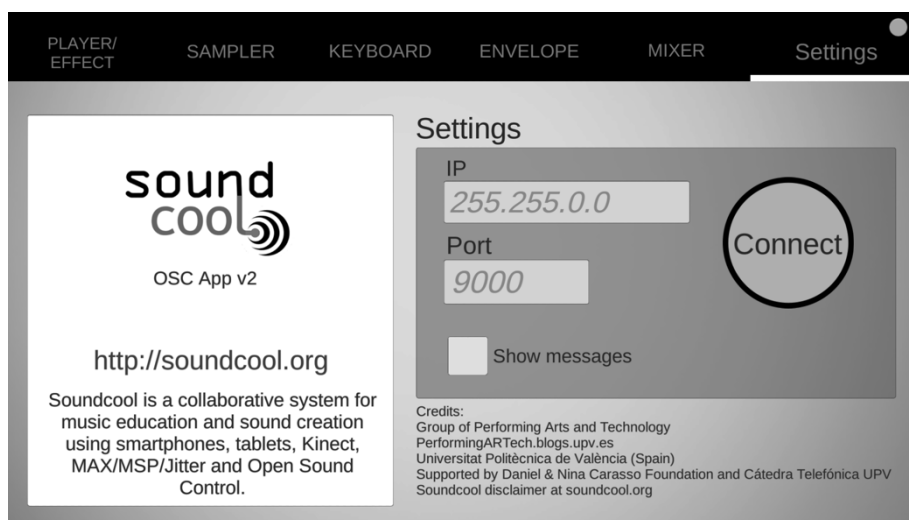 PLAYER/
EFFECT
SAMPLER
KEYBOARD
ENVELOPE
MIXER
Settings
sound
cool
OSC App v2
http://soundcool.org
Soundcool is a collaborative system for
music education and sound creation
using smartphones, tablets, Kinect,
MAX/MSP/Jitter and Open Sound
Control.
Settings
IP
255.255.0.0
Port
9000
Connect
Show messages
Credits:
Group of Performing Arts and Technology
PerformingARTech.blogs.upv.es
Universitat Politècnica de València (Spain)
Supported by Daniel & Nina Carasso Foundation and Cátedra Telefónica UPV
Soundcool disclaimer at soundcool.org